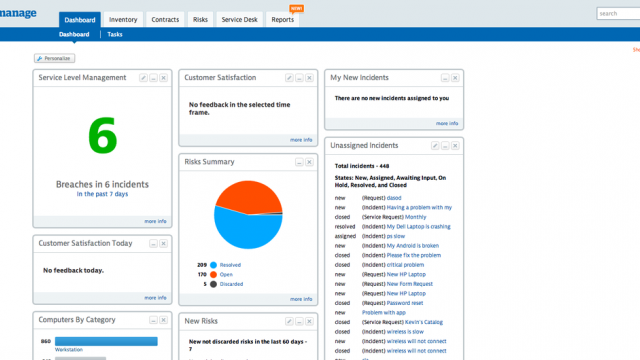 manage
Dashboard
Inventory
Contracts
Risks
Service Desk
Reports
NEW!
search
Dashboard
Tasks
Personalize
Service Level Management
6
Breaches in 6 incidents
in the past 7 days
more info
Customer Satisfaction Today
No feedback today.
more info
Computers By Category
860
Workstation
Customer Satisfaction
No feedback in the selected time
frame.
more info
Risks Summary
209 Resolved
170 Open
5 Discarded
more info
New Risks
New not discarded risks in the last 60 days -
7
My New Incidents
There are no new incidents assigned to you
more info
Unassigned Incidents
Total incidents - 448
States: New, Assigned, Awaiting Input, On
Hold, Resolved, and Closed
new (Request) dasod
new (Incident) Having a problem with my
closed (Service Request) Monthly
resolved (Incident) My Dell Laptop is crashing
assigned (Incident) ps slow
new (Incident) My Android is broken
closed (Incident) Please fix the problem
closed (Incident) critical problem
new (Request) New HP Laptop
new (Request) New Form Request
new (Request) New HP Laptop
closed (Request) Password reset
new Problem with app
closed (Service Request) Kevin's Catalog
closed (Incident) wireless is slow
new (Incident) wireless will not connect
closed (Incident) wireless will not connect